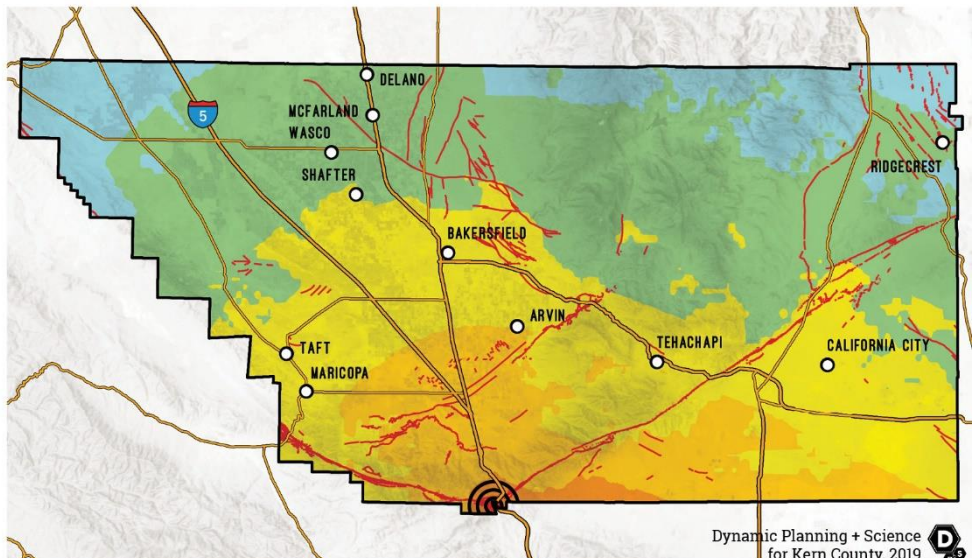 DELANO
MCFARLAND
WASCO
5
SHAFTER
RIDGECREST
BAKERSFIELD
ARVIN
TAFT
TEHACHAPI
CALIFORNIA CITY
MARICOPA
Dynamic Planning + Science
for Kern County, 2019
D